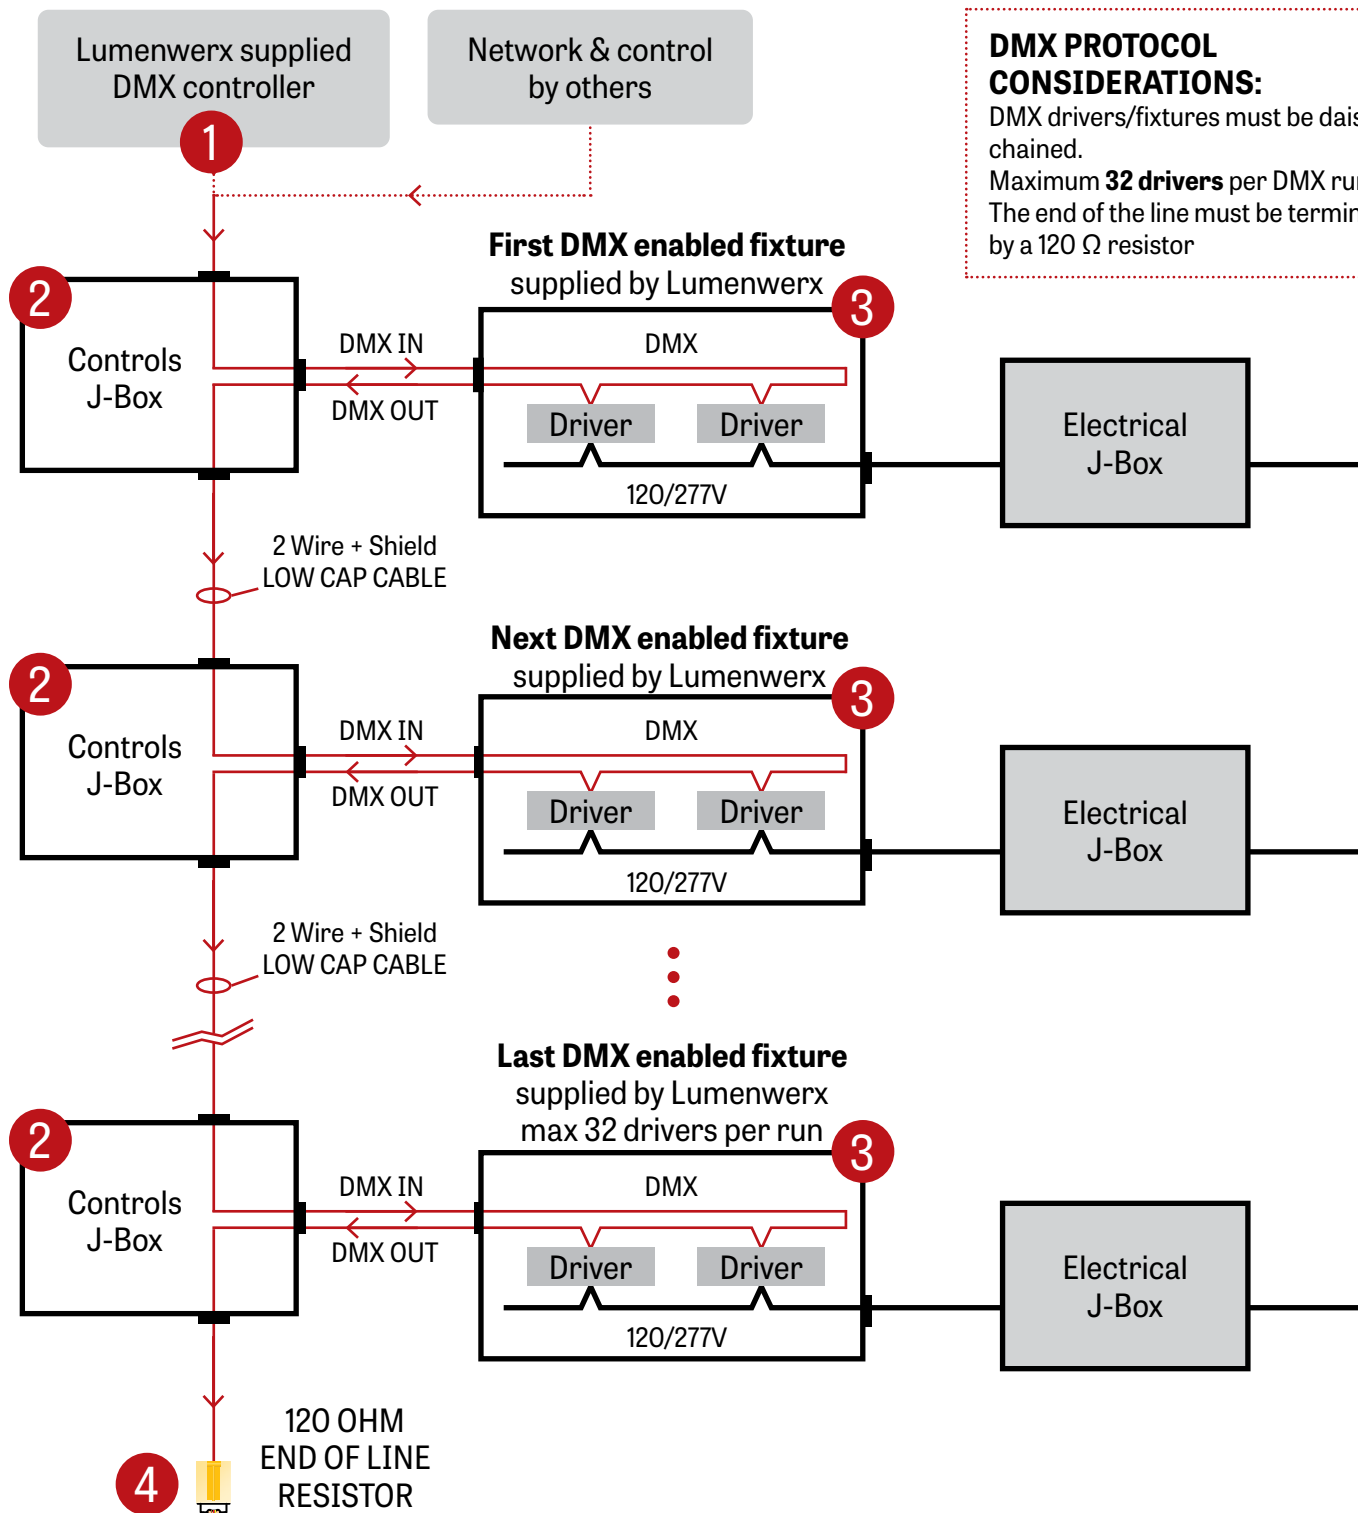 Lumenwerx supplied
DMX controller
1
Network & control
by others
DMX PROTOCOL
CONSIDERATIONS:
DMX drivers/fixtures must be dais
chained.
Maximum 32 drivers per DMX run
The end of the line must be termin
by a 120 Ω resistor
First DMX enabled fixture
supplied by Lumenwerx
2
Controls
J-Box
DMX IN
DMX OUT
3
DMX
Driver
Driver
120/277V
Electrical
J-Box
2 Wire + Shield
LOW CAP CABLE
Next DMX enabled fixture
supplied by Lumenwerx
2
Controls
J-Box
DMX IN
DMX OUT
3
DMX
Driver
Driver
120/277V
Electrical
J-Box
2 Wire + Shield
LOW CAP CABLE
Last DMX enabled fixture
supplied by Lumenwerx
max 32 drivers per run
2
Controls
J-Box
DMX IN
DMX OUT
3
DMX
Driver
Driver
120/277V
Electrical
J-Box
4
120 OHM
END OF LINE
RESISTOR